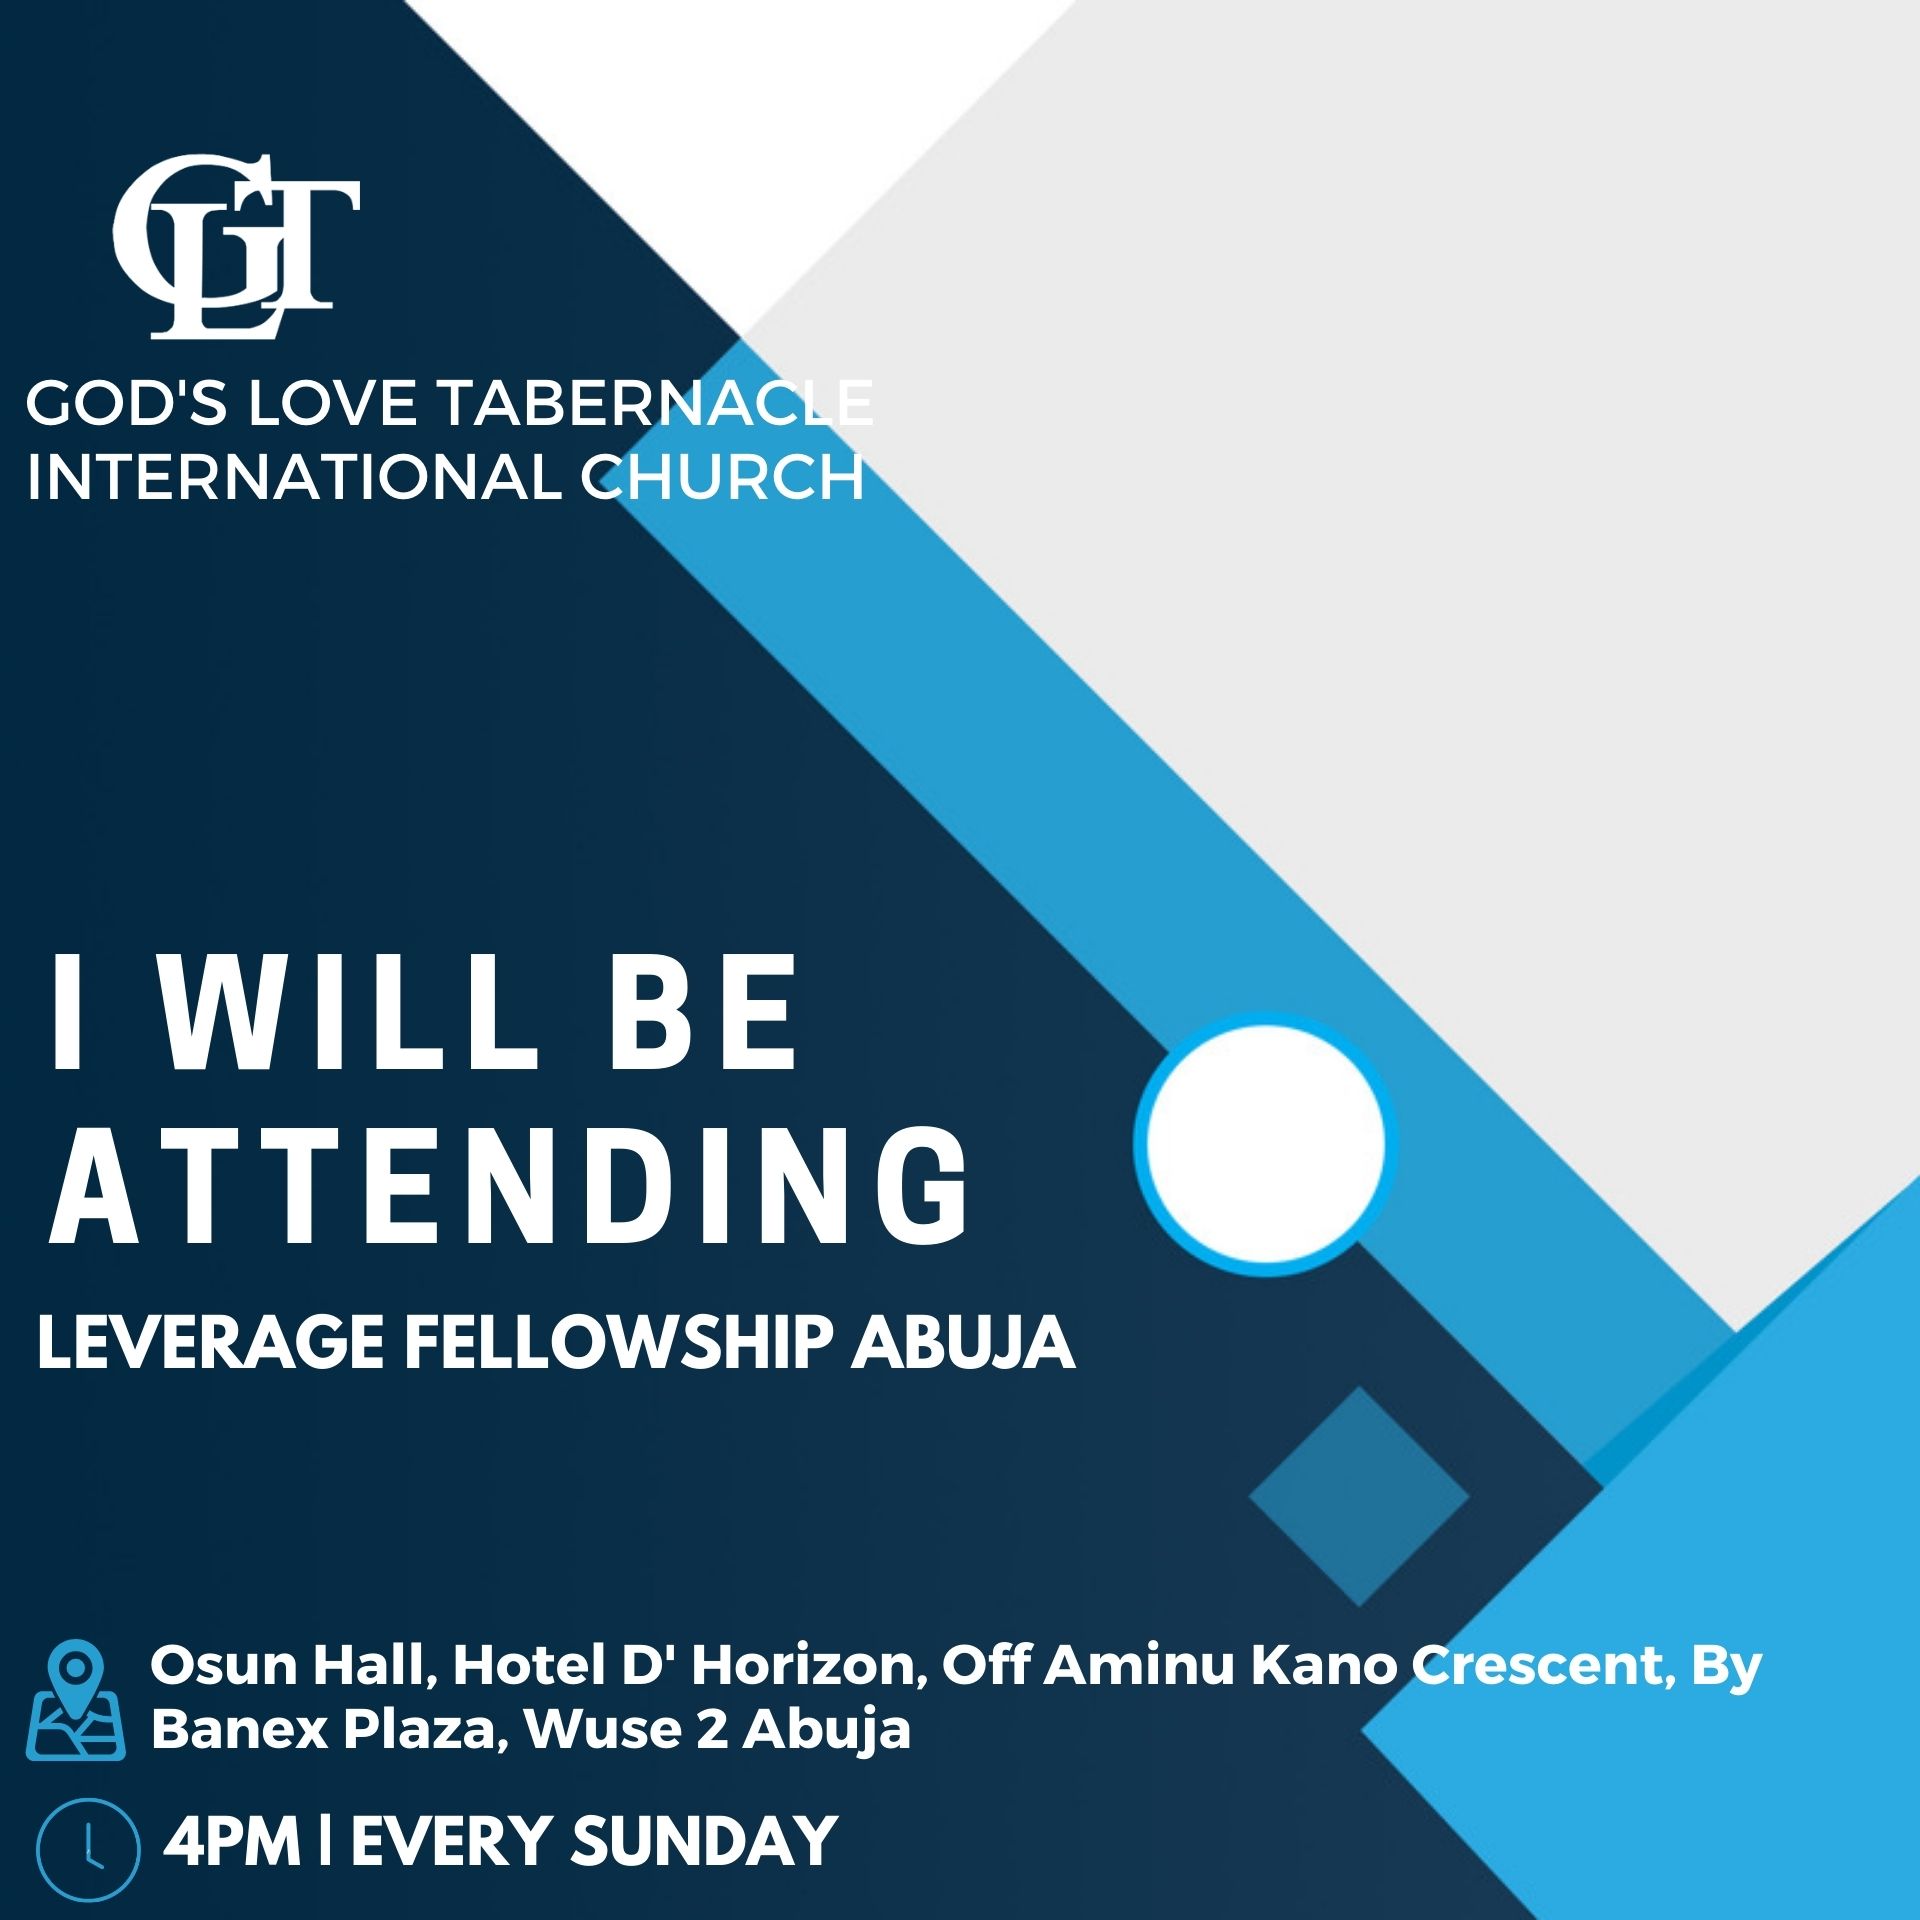 GLT
GOD'S LOVE TABERNACLE
INTERNATIONAL CHURCH
I WILL BE
ATTENDING
LEVERAGE FELLOWSHIP ABUJA
Osun Hall, Hotel D' Horizon, Off Aminu Kano Crescent, By
Banex Plaza, Wuse 2 Abuja
4PM | EVERY SUNDAY